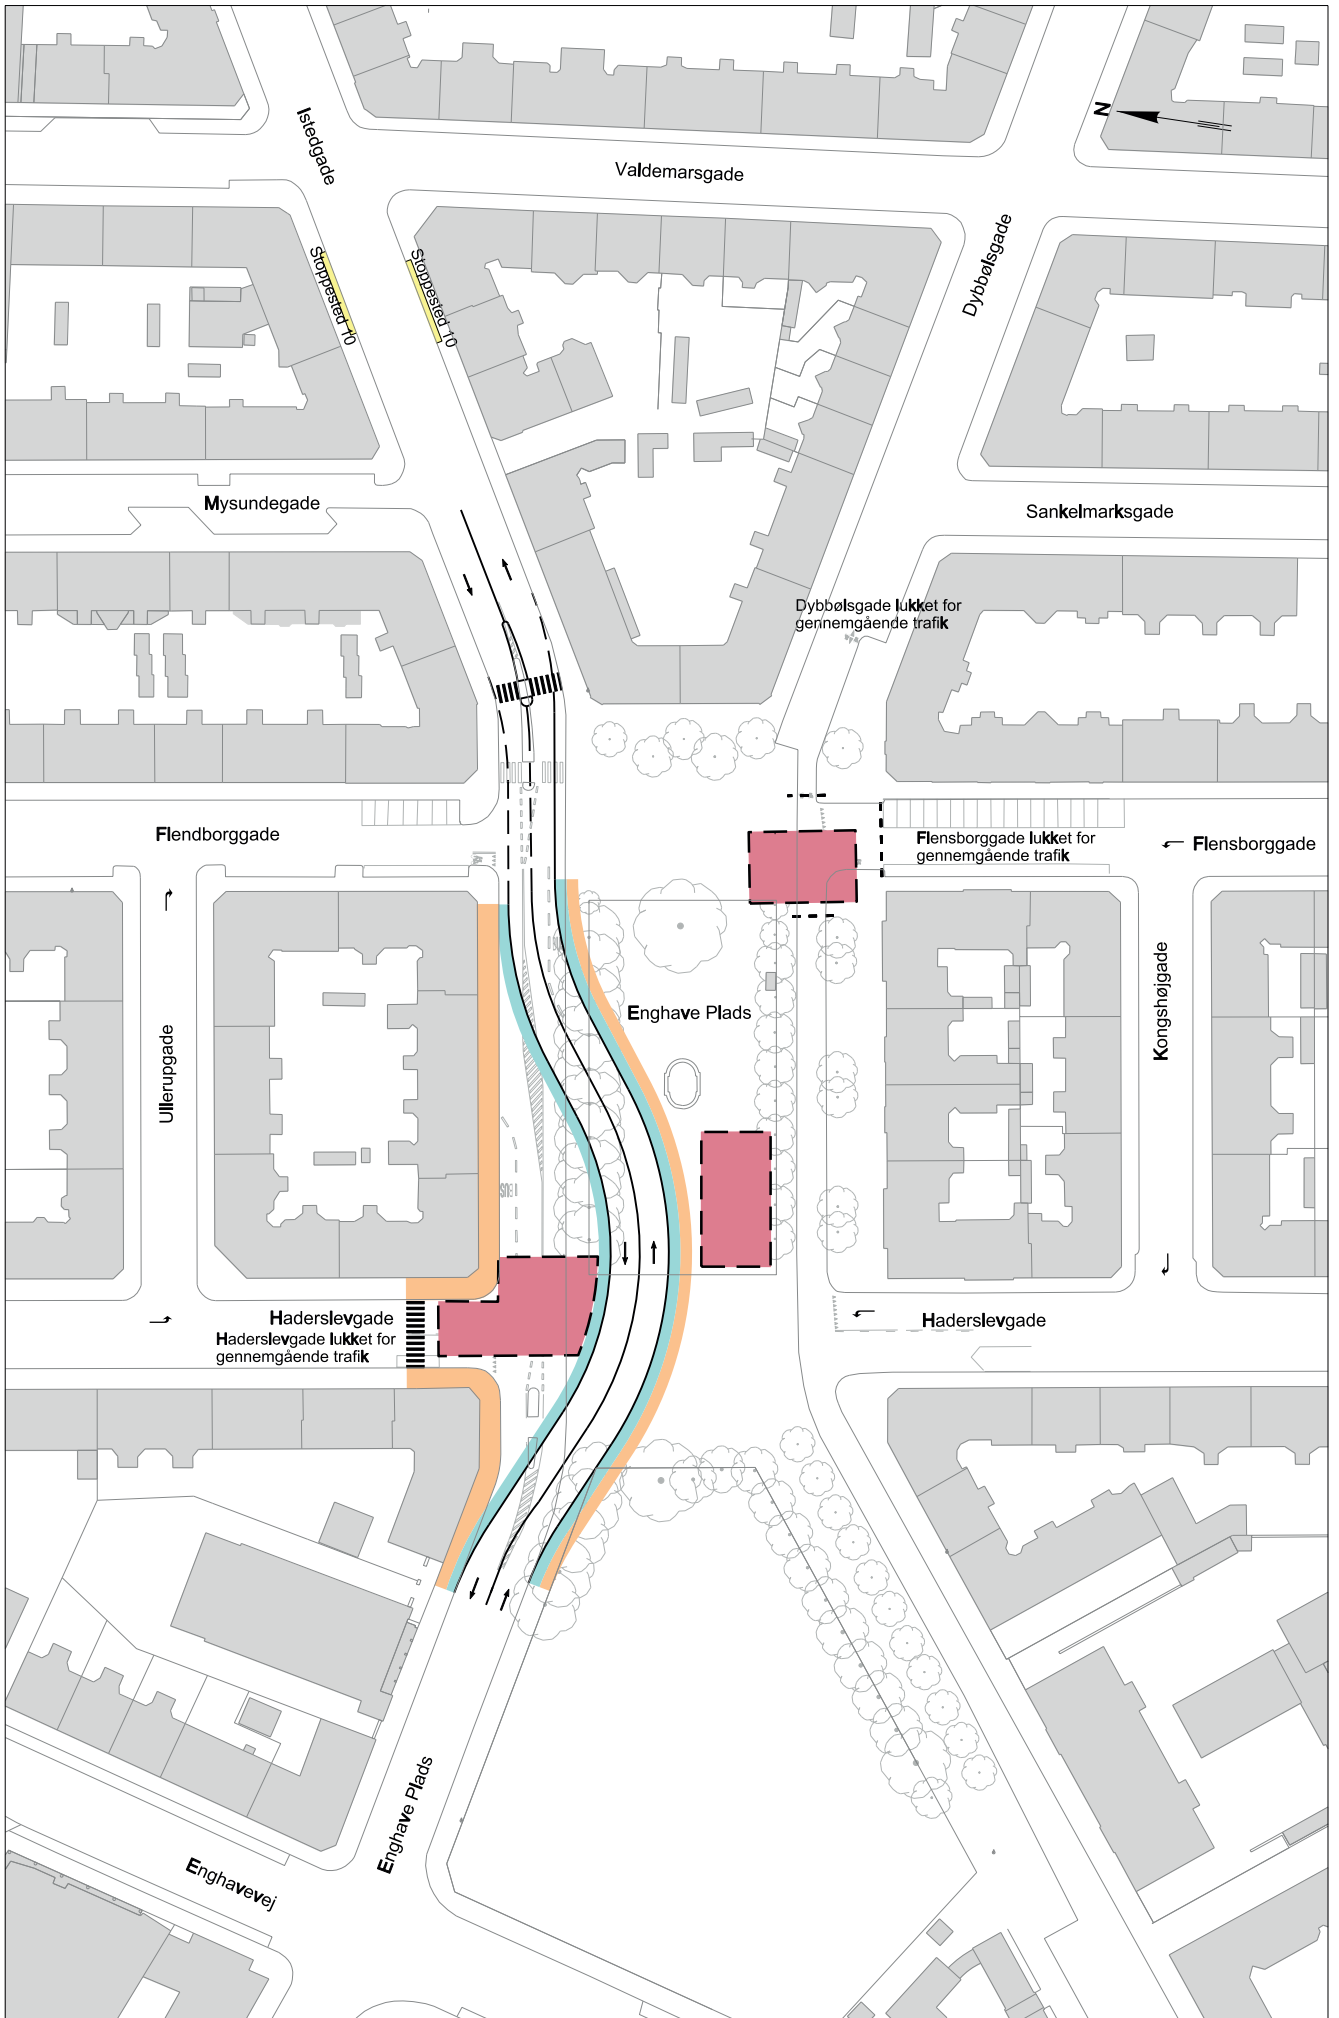 Istedgade
N
Valdemarsgade
Stoppested 10
Stoppested 10
Dybbølsgade
Mysundegade
Sankelmarksgade
Dybbølsgade lukket for
gennemgående trafik
Flendborggade
Flensborggade lukket for
gennemgående trafik
Flensborggade
Enghave Plads
Ullerupgade
Kongshøjgade
BUS
Haderslevgade
Haderslevgade lukket for
gennemgående trafik
Haderslevgade
Enghave Plads
Enghavevej